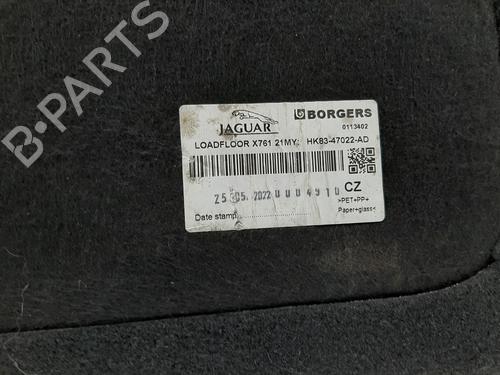 JAGUAR
BORGERS
0113402
LOADFLOOR X761 21MY; HK83-47022-AD
25.05.2022 0004910 CZ
Date stamp
>PET+PP+
Paper+glass<
B-PARTS